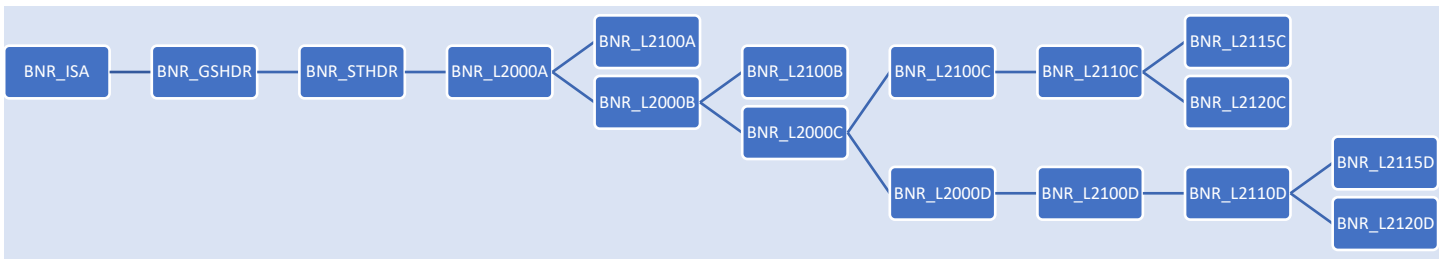 BNR_ISA
BNR_GSHDR
BNR_STHDR
BNR_L2000A
BNR_L2100A
BNR_L2000B
BNR_L2100B
BNR_L2000C
BNR_L2100C
BNR_L2110C
BNR_L2115C
BNR_L2120C
BNR_L2000D
BNR_L2100D
BNR_L2110D
BNR_L2115D
BNR_L2120D